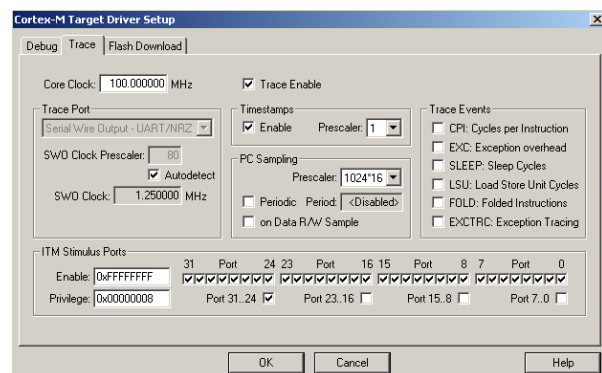 Cortex-M Target Driver Setup
Debug Trace Flash Download
Core Clock: 100.000000 MHz Trace Enable
Trace Port Timestamps Trace Events
Serial Wire Output - UART/NRZ Enable Prescaler: 1 CPI: Cycles per Instruction
SWO Clock Prescaler: 80 EXC: Exception overhead
PC Sampling SLEEP: Sleep Cycles
Autodetect Prescaler: 1024*16 LSU: Load Store Unit Cycles
SWO Clock: 1.250000 MHz Periodic Period: <Disabled> FOLD: Folded Instructions
on Data R/W Sample EXCTRC: Exception Tracing
ITM Stimulus Ports
31 Port 24 23 Port 16 15 Port 8 7 Port 0
Enable: 0xFFFFFFFF
Privilege: 0x00000008 Port 31..24 Port 23..16 Port 15..8 Port 7..0
OK Cancel Help